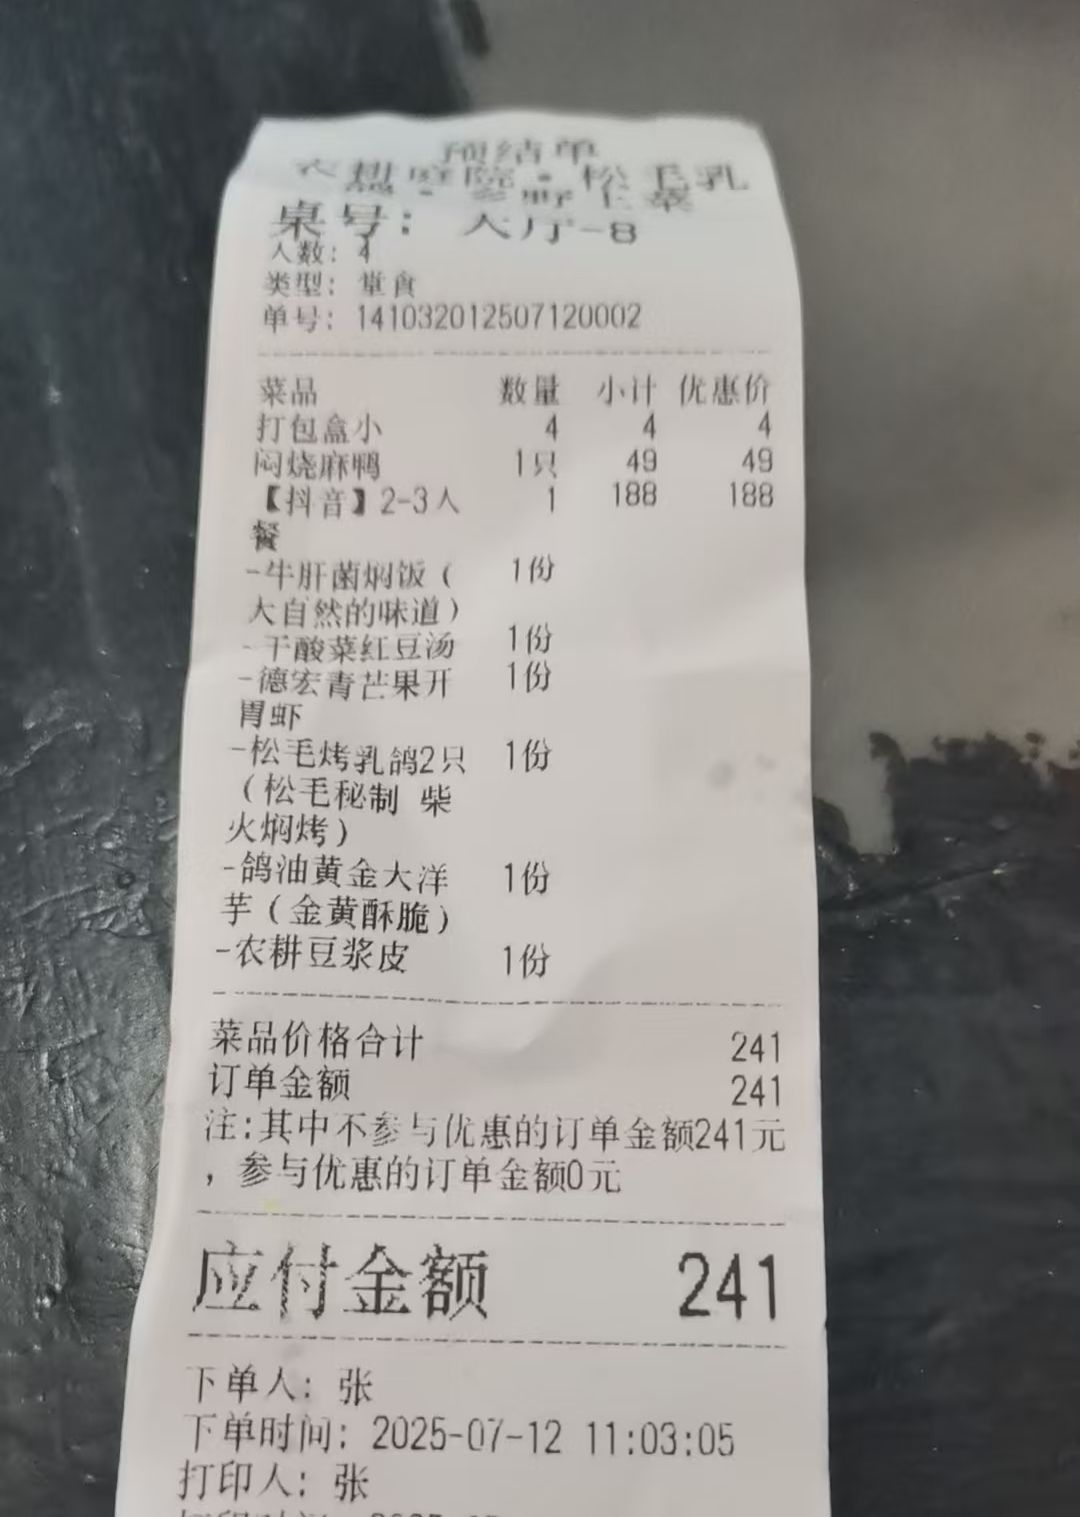 预结单
农耕庭院·松毛乳
鸽·乡野土菜
桌号：大厅-8
人数：4
类型：堂食
单号：141032012507120002
菜品 数量 小计 优惠价
打包盒小 4 4 4
闷烧麻鸭 1只 49 49
【抖音】2-3人 1 188 188
餐
-牛肝菌焖饭（ 1份
大自然的味道）
-干酸菜红豆汤 1份
-德宏青芒果开 1份
胃虾
-松毛烤乳鸽2只 1份
（松毛秘制 柴
火焖烤）
-鸽油黄金大洋 1份
芋（金黄酥脆）
-农耕豆浆皮 1份
菜品价格合计 241
订单金额 241
注：其中不参与优惠的订单金额241元
，参与优惠的订单金额0元
应付金额 241
下单人：张
下单时间：2025-07-12 11:03:05
打印人：张